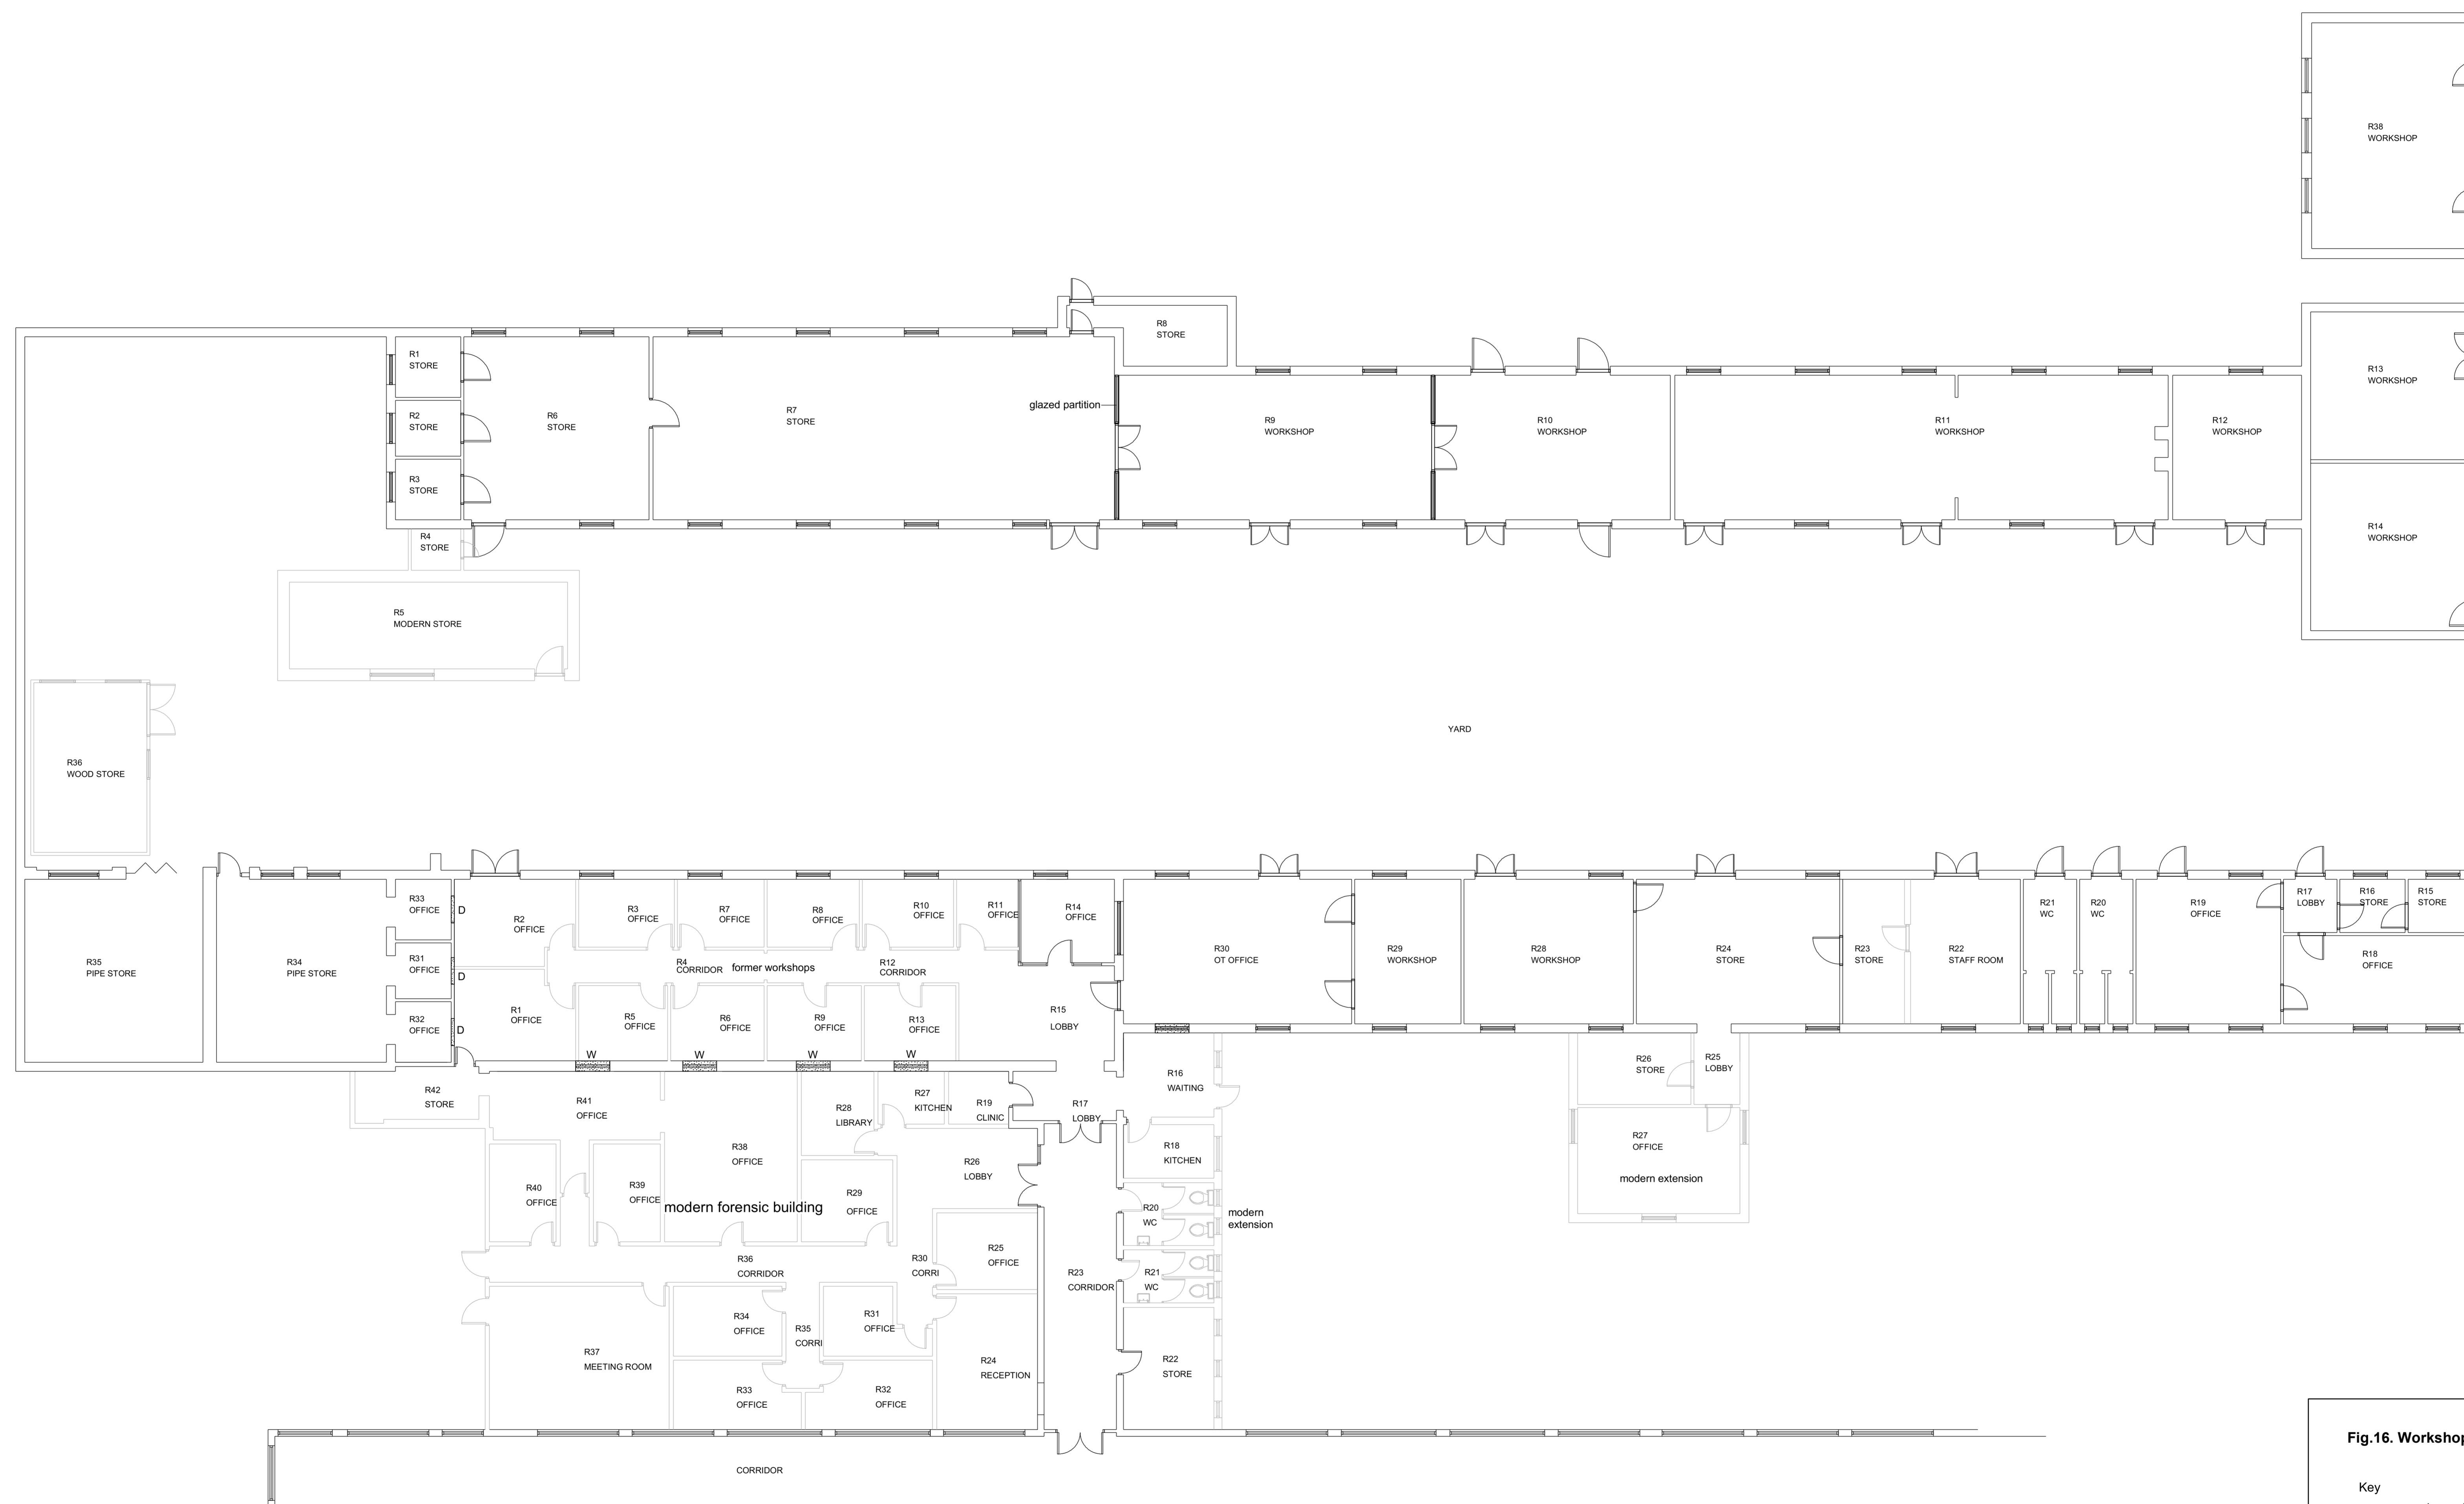 R38
WORKSHOP
R8
STORE
R1
STORE
R2
STORE
R3
STORE
R6
STORE
R7
STORE
glazed partition
R9
WORKSHOP
R10
WORKSHOP
R11
WORKSHOP
R12
WORKSHOP
R13
WORKSHOP
R14
WORKSHOP
R4
STORE
R5
MODERN STORE
YARD
R36
WOOD STORE
R35
PIPE STORE
R34
PIPE STORE
R33
OFFICE
D
R31
OFFICE
D
R32
OFFICE
D
R2
OFFICE
R3
OFFICE
R7
OFFICE
R8
OFFICE
R10
OFFICE
R11
OFFICE
R14
OFFICE
R4
CORRIDOR
former workshops
R12
CORRIDOR
R1
OFFICE
R5
OFFICE
R6
OFFICE
R9
OFFICE
R13
OFFICE
R15
LOBBY
W
W
W
W
R30
OT OFFICE
R29
WORKSHOP
R28
WORKSHOP
R24
STORE
R23
STORE
R22
STAFF ROOM
R21
WC
R20
WC
R19
OFFICE
R17
LOBBY
R16
STORE
R15
STORE
R18
OFFICE
R42
STORE
R41
OFFICE
R28
LIBRARY
R27
KITCHEN
R19
CLINIC
R17
LOBBY
R16
WAITING
R26
STORE
R25
LOBBY
R27
OFFICE
modern extension
R38
OFFICE
R26
LOBBY
R18
KITCHEN
R40
OFFICE
R39
OFFICE
R29
OFFICE
modern forensic building
R20
WC
modern
extension
R25
OFFICE
R36
CORRIDOR
R30
CORRI
R23
CORRIDOR
R21
WC
R34
OFFICE
R35
CORRI
R31
OFFICE
R37
MEETING ROOM
R24
RECEPTION
R22
STORE
R33
OFFICE
R32
OFFICE
CORRIDOR
Fig.16. Workshop
Key